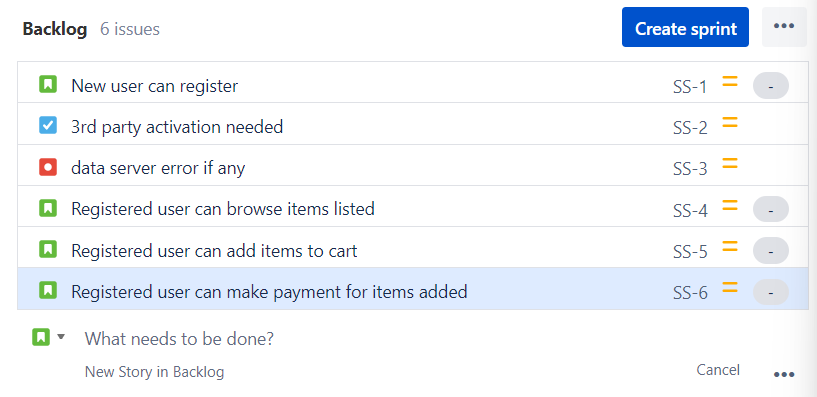 Backlog 6 issues Create sprint •••
New user can register SS-1 -
3rd party activation needed SS-2
data server error if any SS-3
Registered user can browse items listed SS-4 -
Registered user can add items to cart SS-5 -
Registered user can make payment for items added SS-6 -
What needs to be done?
New Story in Backlog Cancel •••